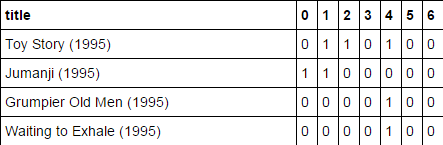 title 0 1 2 3 4 5 6
Toy Story (1995) 0 1 1 0 1 0 0
Jumanji (1995) 1 1 0 0 0 0 0
Grumpier Old Men (1995) 0 0 0 0 1 0 0
Waiting to Exhale (1995) 0 0 0 0 1 0 0